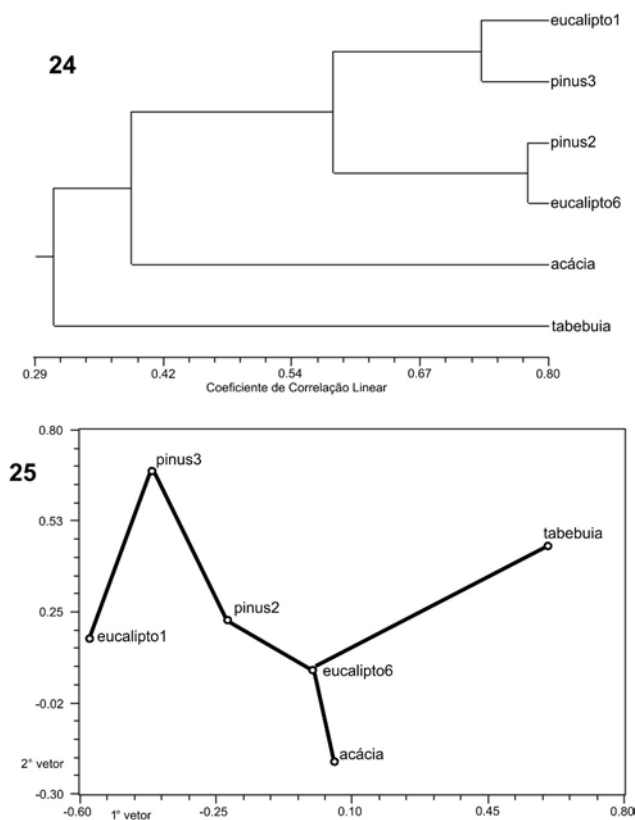 eucalipto1
24
pinus3
pinus2
eucalipto6
acácia
tabebuia
0.29 0.42 0.54 0.67 0.80
Coeficiente de Correlação Linear
0.80
pinus3
25
tabebuia
0.53
0.25
pinus2
eucalipto1
eucalipto6
-0.02
acácia
2° vetor
-0.30
-0.60 -0.25 0.10 0.45 0.80
1° vetor